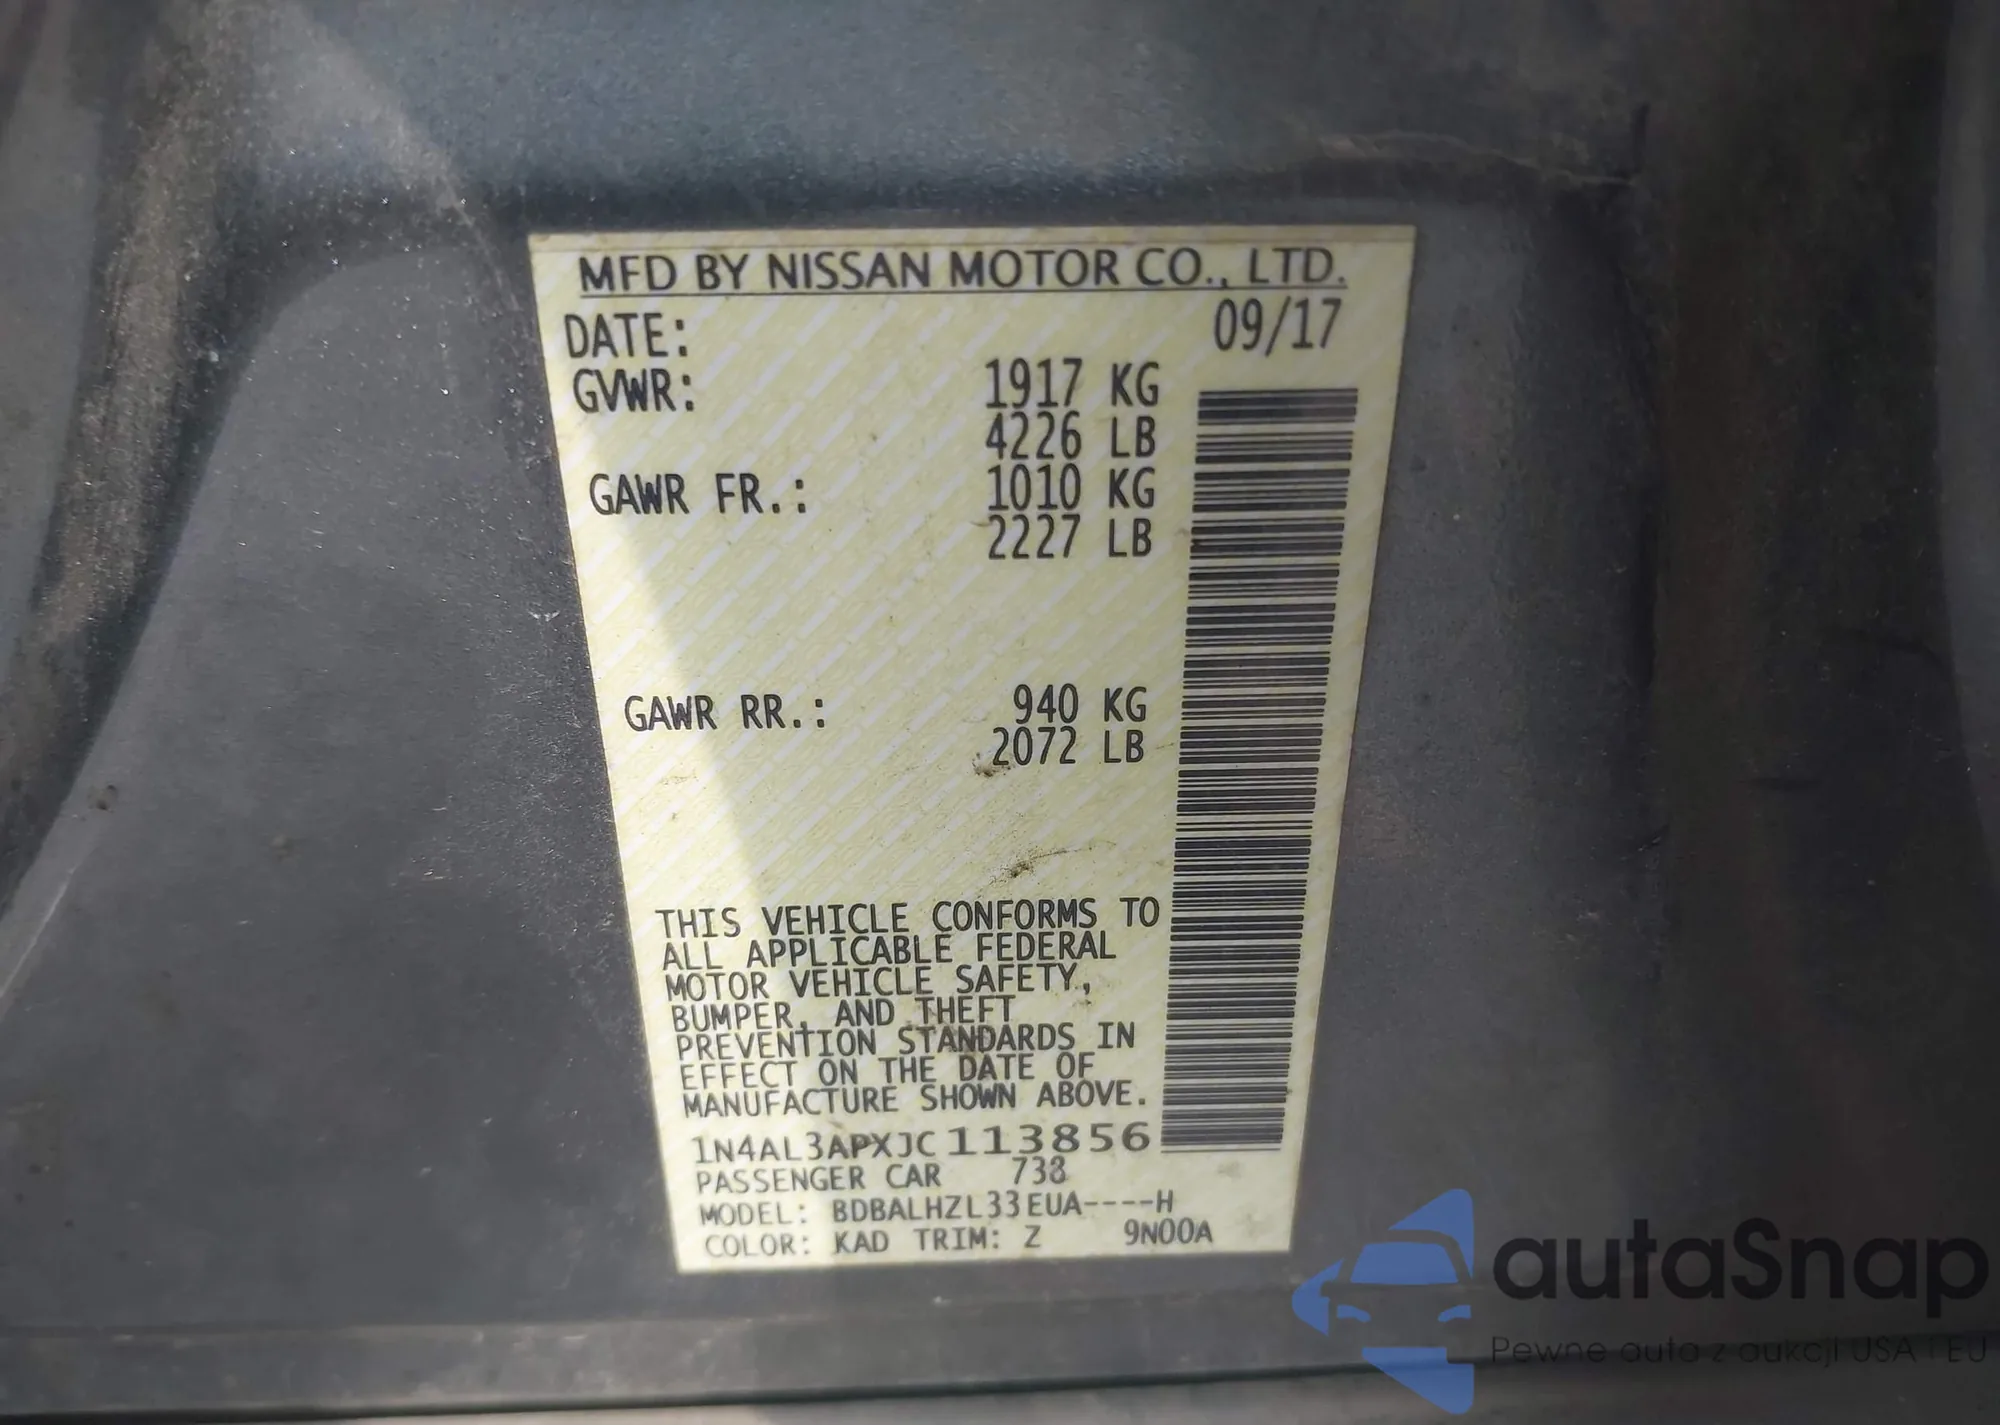 MFD BY NISSAN MOTOR CO., LTD.
DATE: 09/17
GVWR: 1917 KG
4226 LB
GAWR FR.: 1010 KG
2227 LB
GAWR RR.: 940 KG
2072 LB
THIS VEHICLE CONFORMS TO
ALL APPLICABLE FEDERAL
MOTOR VEHICLE SAFETY,
BUMPER, AND THEFT
PREVENTION STANDARDS IN
EFFECT ON THE DATE OF
MANUFACTURE SHOWN ABOVE.
1N4AL3APXJC113856
PASSENGER CAR 738
MODEL: BDBALHZL33EUA----H
COLOR: KAD TRIM: Z 9N00A
autaSnap
Pewne auta z aukcji USA i EU